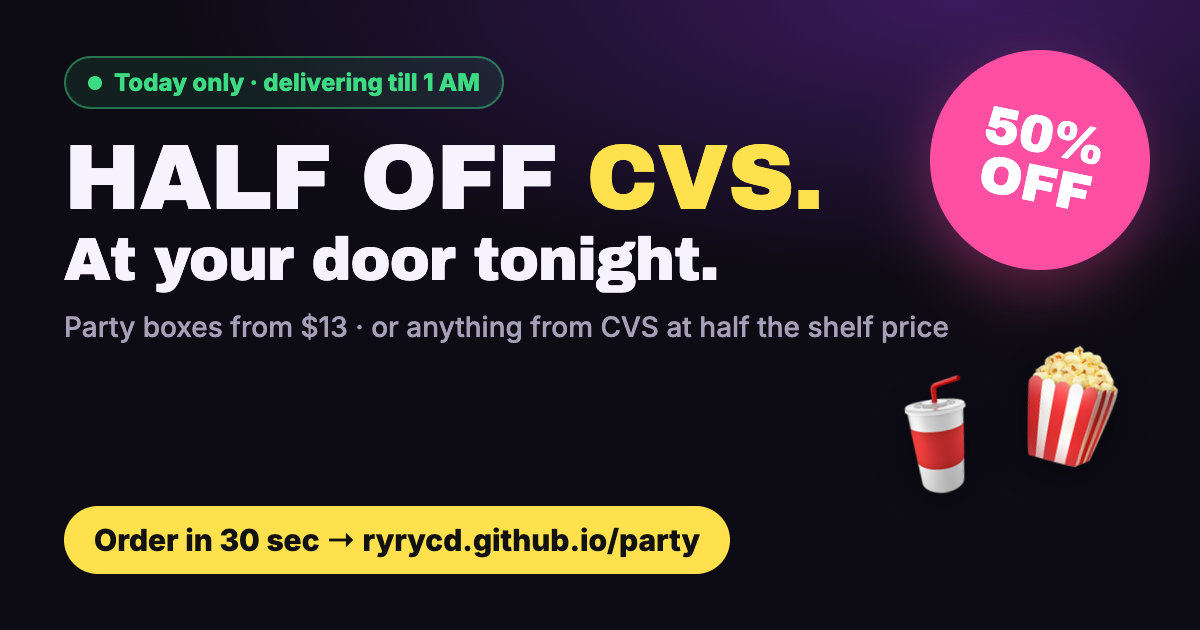 Today only · delivering till 1 AM
HALF OFF CVS.
At your door tonight.
Party boxes from $13 · or anything from CVS at half the shelf price
50%
OFF
Order in 30 sec → ryrycd.github.io/party